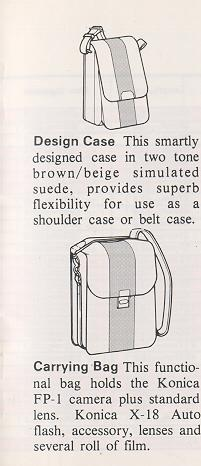 Design Case This smartly
designed case in two tone
brown/beige simulated
suede, provides superb
flexibility for use as a
shoulder case or belt case.
Carrying Bag This functio-
nal bag holds the Konica
FP-1 camera plus standard
lens. Konica X-18 Auto
flash, accessory, lenses and
several roll of film.